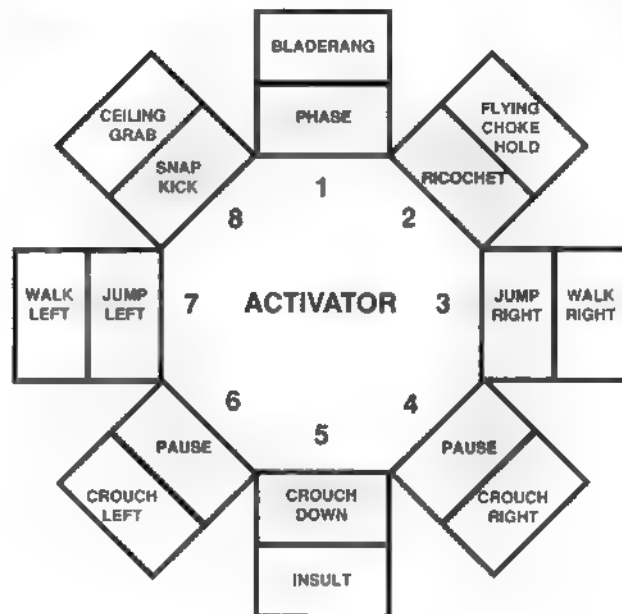 BLADERANG
PHASE
CEILING
GRAB
SNAP
KICK
FLYING
CHOKE
HOLD
RICOCHET
1
8
2
WALK
LEFT
JUMP
LEFT
7
ACTIVATOR
3
JUMP
RIGHT
WALK
RIGHT
6
5
4
PAUSE
CROUCH
LEFT
CROUCH
DOWN
INSULT
PAUSE
CROUCH
RIGHT